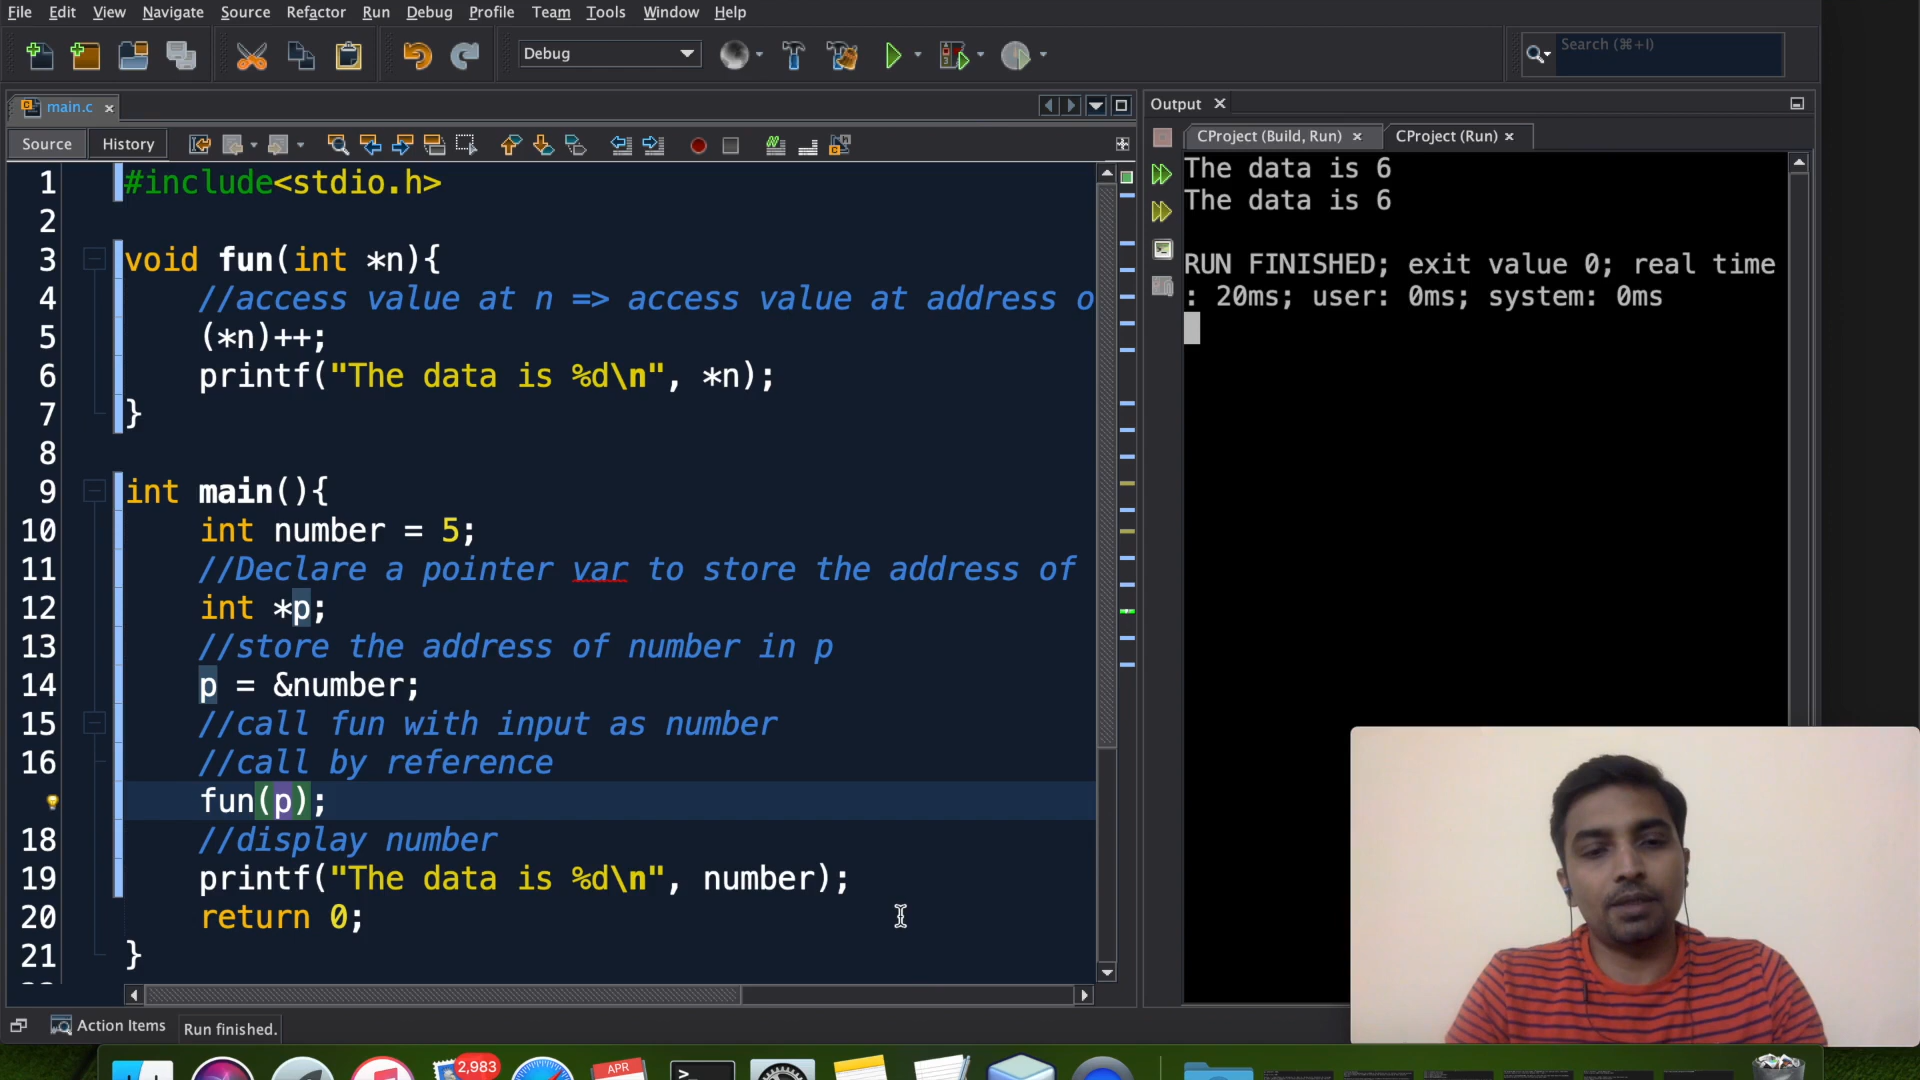 File Edit View Navigate Source Refactor Run Debug Profile Team Tools Window Help
Debug
Search (⌘+I)
main.c
Source History
1 #include<stdio.h>
2
3 void fun(int *n){
4 //access value at n => access value at address o
5 (*n)++;
6 printf("The data is %d\n", *n);
7 }
8
9 int main(){
10 int number = 5;
11 //Declare a pointer var to store the address of
12 int *p;
13 //store the address of number in p
14 p = &number;
15 //call fun with input as number
16 //call by reference
fun(p);
18 //display number
19 printf("The data is %d\n", number);
20 return 0;
21 }
Output
CProject (Build, Run) CProject (Run)
The data is 6
The data is 6
RUN FINISHED; exit value 0; real time
: 20ms; user: 0ms; system: 0ms
Action Items Run finished.
2,983
APR